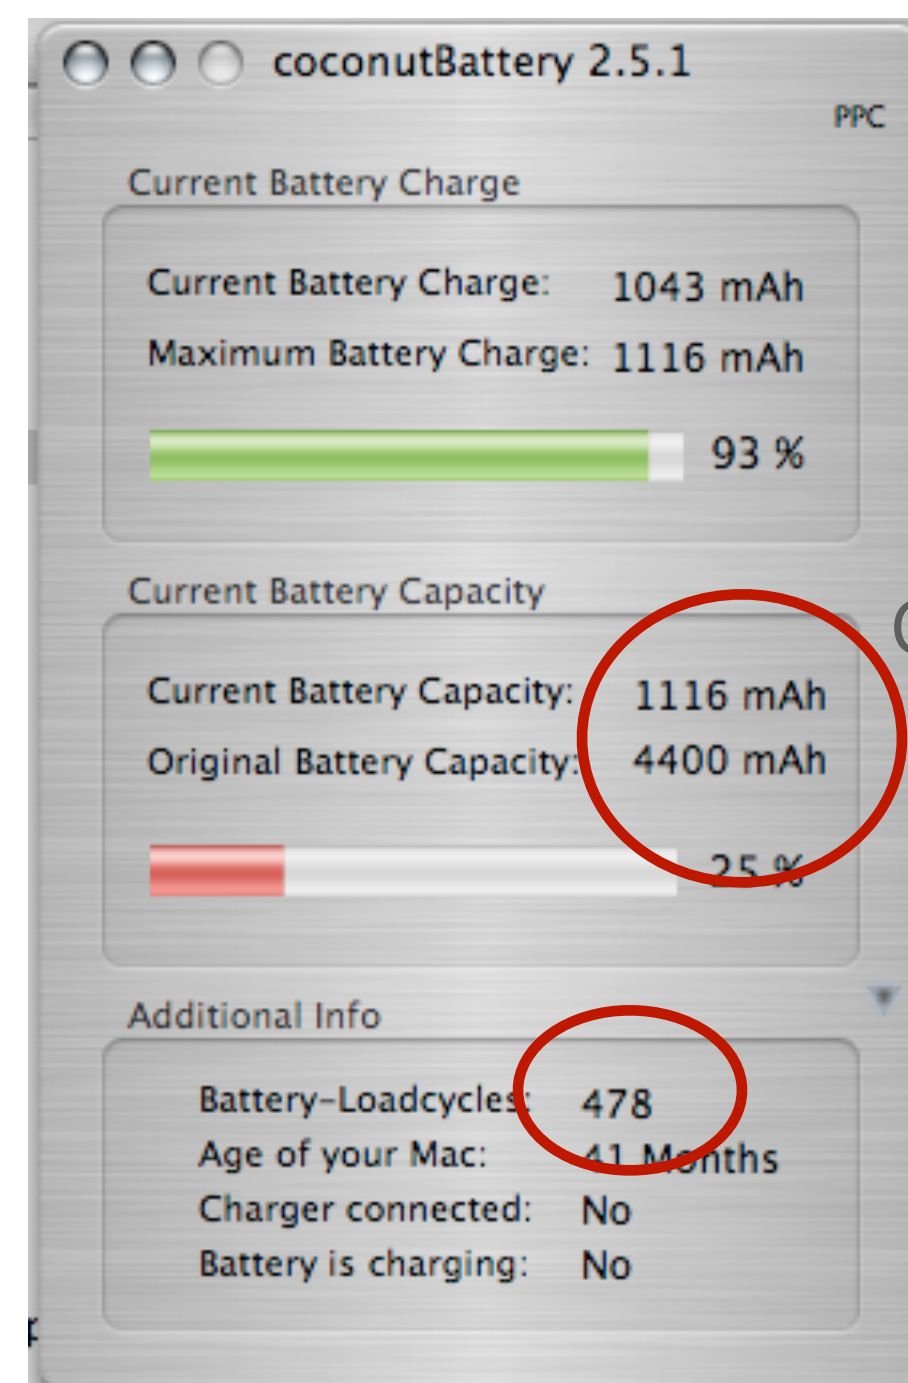 coconutBattery 2.5.1
PPC
Current Battery Charge
Current Battery Charge: 1043 mAh
Maximum Battery Charge: 1116 mAh
93 %
Current Battery Capacity
Current Battery Capacity: 1116 mAh
Original Battery Capacity: 4400 mAh
25 %
Additional Info
Battery-Loadcycles: 478
Age of your Mac: 41 Months
Charger connected: No
Battery is charging: No